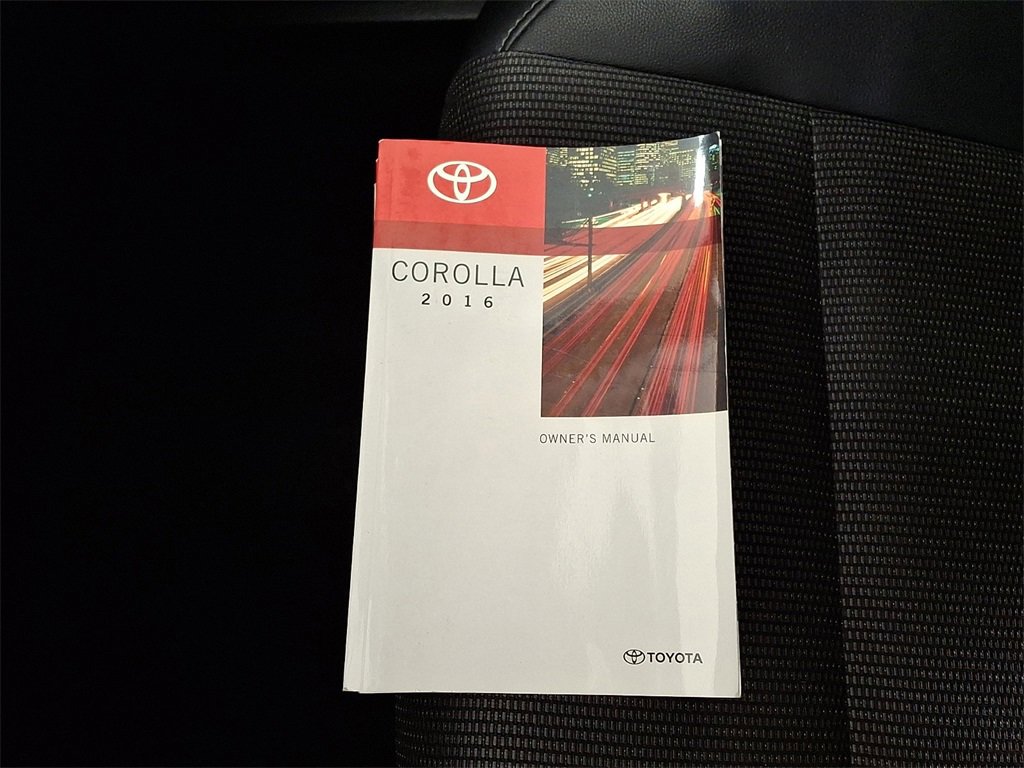 COROLLA
2016
OWNER'S MANUAL
TOYOTA